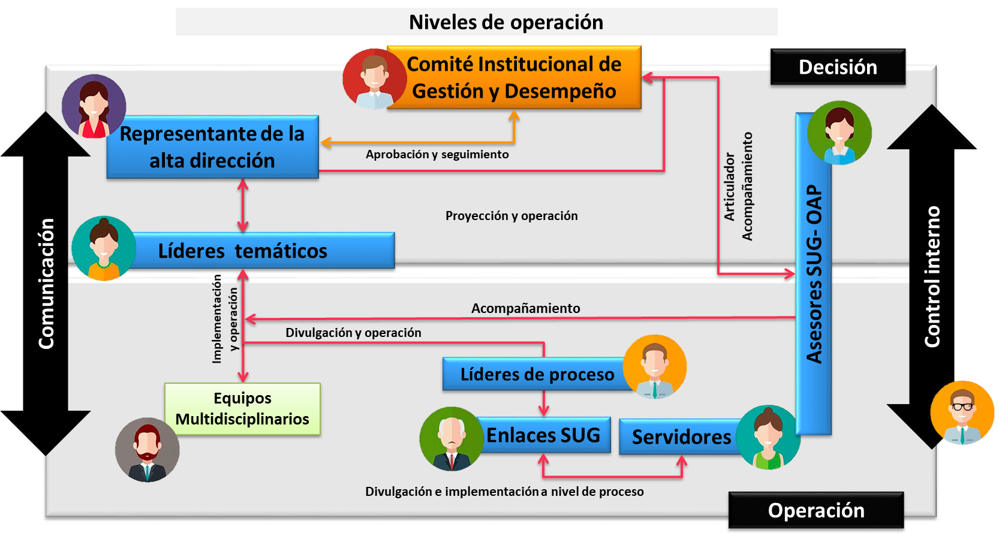 Niveles de operación
Comité Institucional de
Gestión y Desempeño
Decisión
Representante de la
alta dirección
Aprobación y seguimiento
Articulador
Acompañamiento
Proyección y operación
Líderes temáticos
Comunicación
Control interno
Asesores SUG- OAP
Implementación
y operación
Acompañamiento
Divulgación y operación
Líderes de proceso
Equipos
Multidisciplinarios
Enlaces SUG
Servidores
Divulgación e implementación a nivel de proceso
Operación